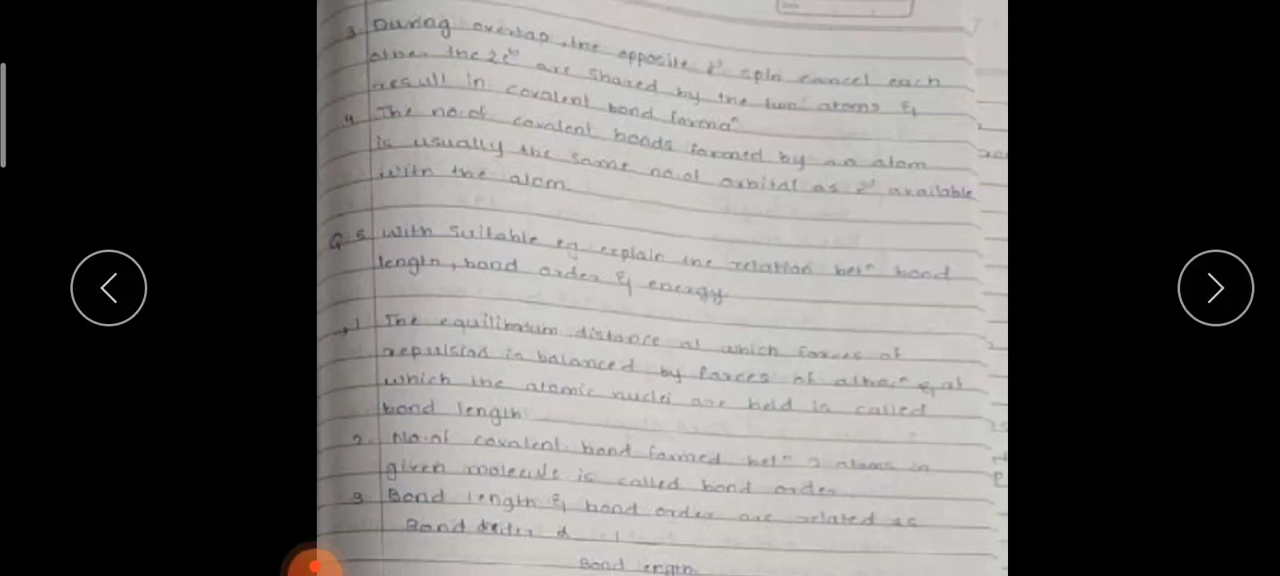 3. During overlap, the opposite e⁻ spin cancel each
other the 2e⁻ⁿ are shared by the two atoms &
result in covalent bond formaⁿ
4. The no.of covalent bonds formed by an atom
is usually the same no.of orbital as eⁿ available
with the atom.
Q.5 With suitable eg explain the relation betⁿ bond
length, bond order & energy
→1. The equilibrium distance at which forces of
repulsion is balanced by forces of attracⁿ & at
which the atomic nuclei are held is called
bond length
2. No.of covalent bond formed betⁿ 2 atoms in
given molecule is called bond order
3 Bond length & bond order are related as
Bond order α 1
Bond length